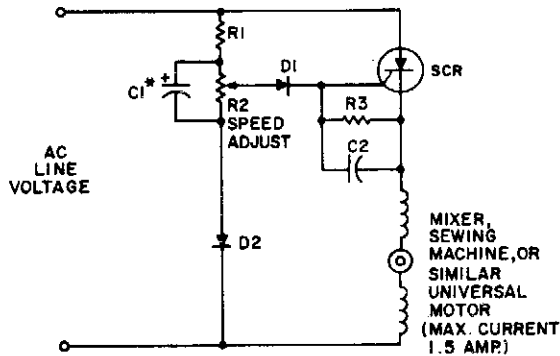 R1
D1
SCR
C1*
+
R2
SPEED
ADJUST
R3
C2
AC
LINE
VOLTAGE
D2
MIXER,
SEWING
MACHINE, OR
SIMILAR
UNIVERSAL
MOTOR
(MAX. CURRENT
1.5 AMP.)